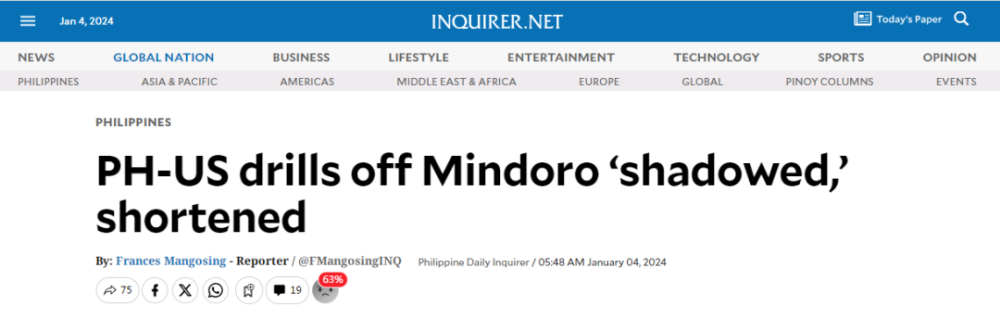 Jan 4, 2024
INQUIRER.NET
Today's Paper
NEWS GLOBAL NATION BUSINESS LIFESTYLE ENTERTAINMENT TECHNOLOGY SPORTS OPINION
PHILIPPINES ASIA & PACIFIC AMERICAS MIDDLE EAST & AFRICA EUROPE GLOBAL PINOY COLUMNS EVENTS
PHILIPPINES
PH-US drills off Mindoro ‘shadowed,’
shortened
By: Frances Mangosing - Reporter / @FMangosingINQ Philippine Daily Inquirer / 05:48 AM January 04, 2024
75 19 63%